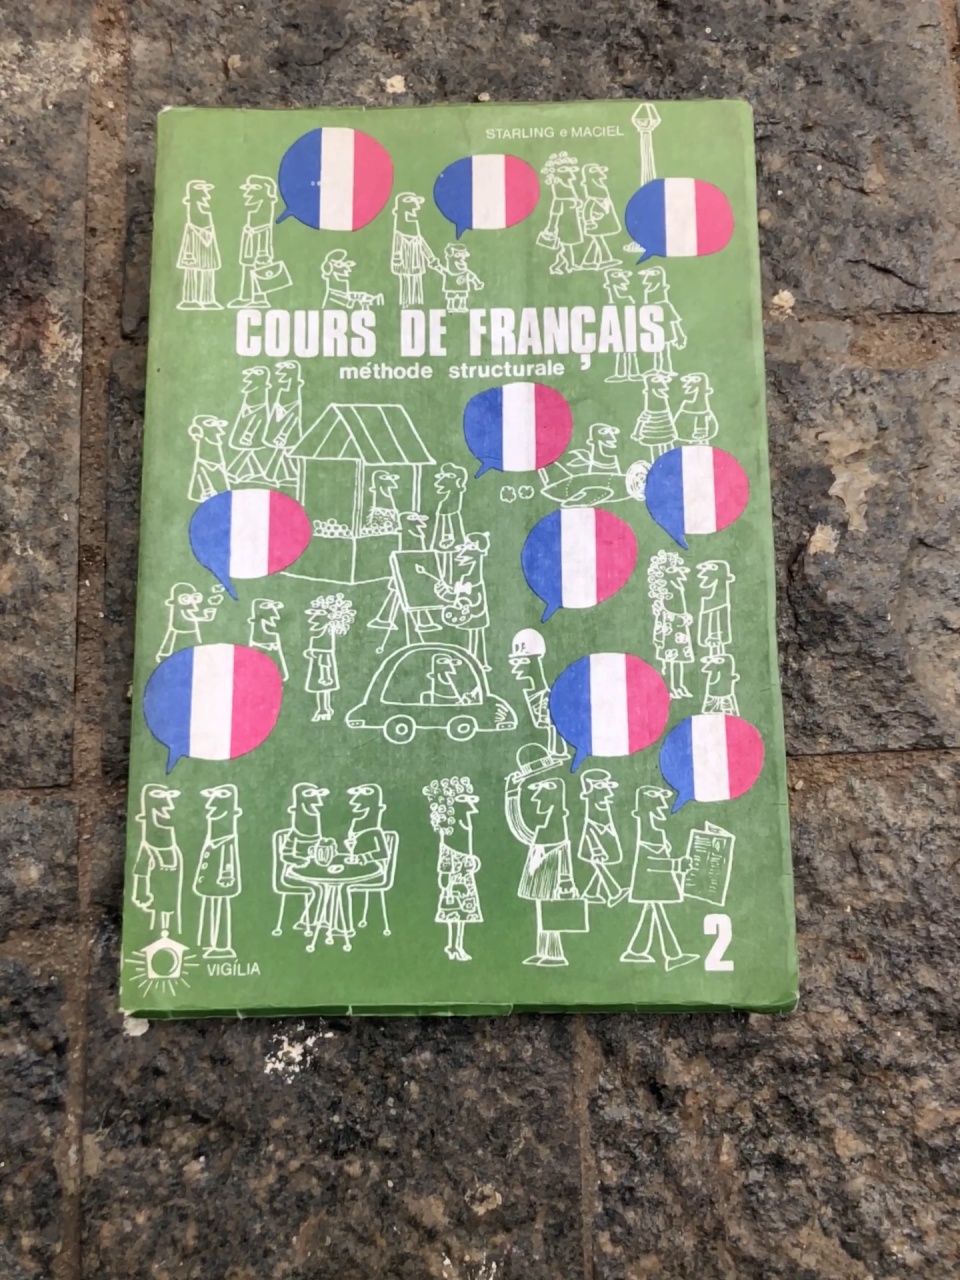 STARLING e MACIEL
COURS DE FRANÇAIS
méthode structurale
2
VIGÍLIA